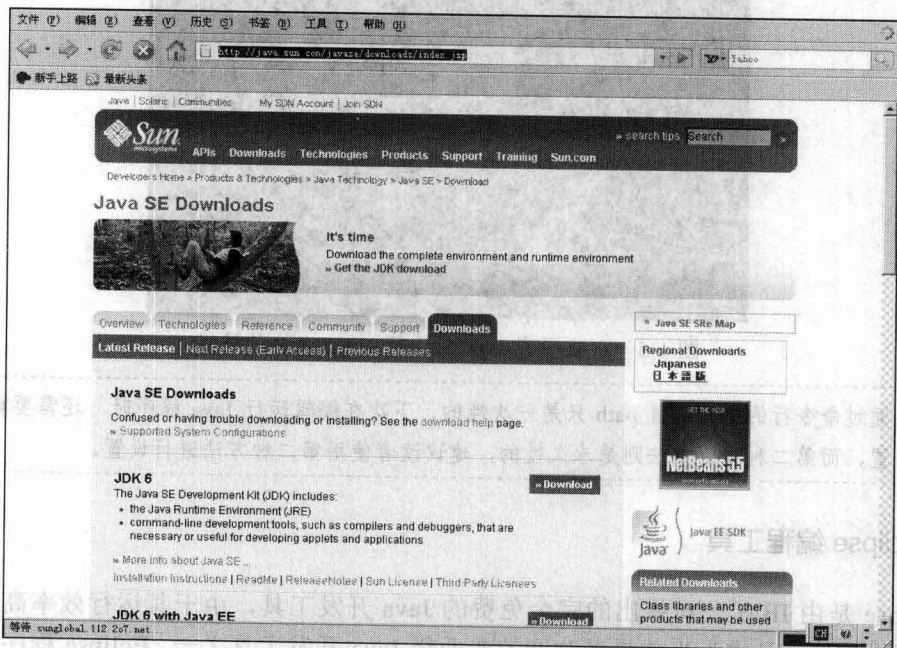 文件 (F) 编辑 (E) 查看 (V) 历史 (S) 书签 (B) 工具 (T) 帮助 (H)
http://java.sun.com/javase/downloads/index.jsp
Yahoo
新手上路 最新头条
Java | Solaris | Communities My SDN Account | Join SDN
Sun
microsystems
» search tips Search
APIs Downloads Technologies Products Support Training Sun.com
Developers Home » Products & Technologies » Java Technology » Java SE » Download
Java SE Downloads
It's time
Download the complete environment and runtime environment
» Get the JDK download
Overview Technologies Reference Community Support Downloads
» Java SE Site Map
Latest Release | Next Release (Early Access) | Previous Releases
Regional Downloads
Japanese
日本語版
Java SE Downloads
Confused or having trouble downloading or installing? See the download help page.
» Supported System Configurations
GET THE NEW
NetBeans 5.5
JDK 6
» Download
The Java SE Development Kit (JDK) includes:
• the Java Runtime Environment (JRE)
• command-line development tools, such as compilers and debuggers, that are
necessary or useful for developing applets and applications
Java
Java EE SDK
» More info about Java SE ...
Installation Instructions | ReadMe | ReleaseNotes | Sun License | Third-Party Licenses
Related Downloads
Class libraries and other
products that may be used
JDK 6 with Java EE
» Download
等待 sunglobal.112.2o7.net
CH